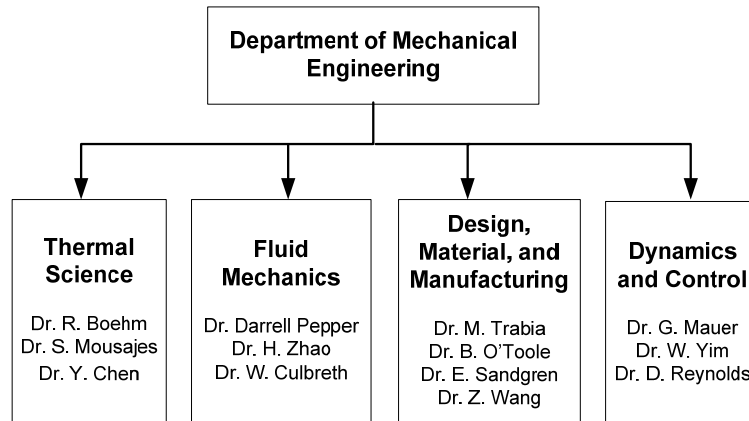 Department of Mechanical
Engineering
Thermal
Science
Dr. R. Boehm
Dr. S. Mousajes
Dr. Y. Chen
Fluid
Mechanics
Dr. Darrell Pepper
Dr. H. Zhao
Dr. W. Culbreth
Design,
Material, and
Manufacturing
Dr. M. Trabia
Dr. B. O'Toole
Dr. E. Sandgren
Dr. Z. Wang
Dynamics
and Control
Dr. G. Mauer
Dr. W. Yim
Dr. D. Reynolds